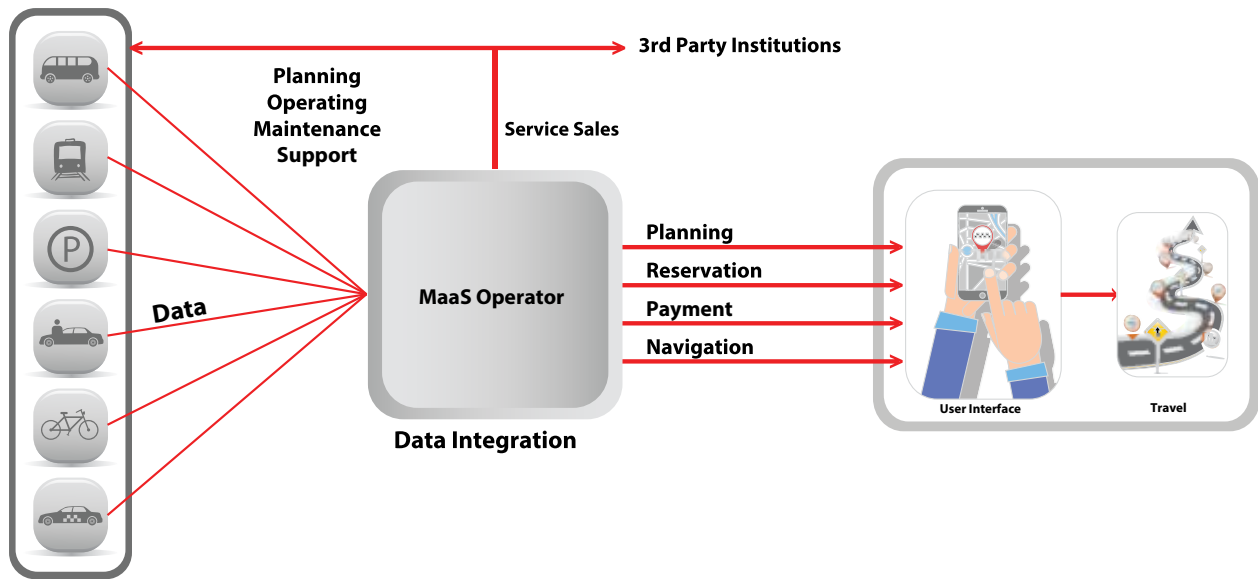 3rd Party Institutions
Planning
Operating
Maintenance
Support
Service Sales
P
Data
MaaS Operator
Data Integration
Planning
Reservation
Payment
Navigation
User Interface
Travel